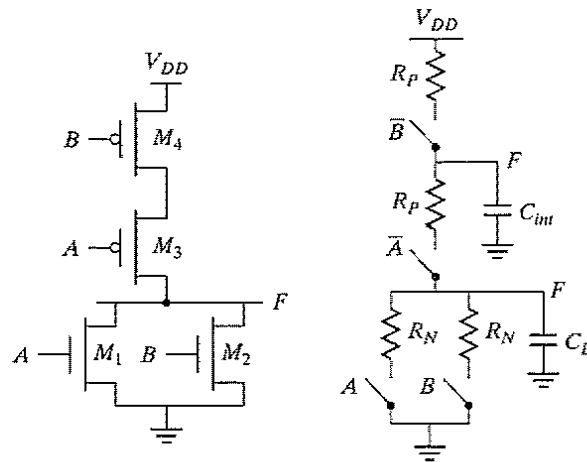 V_DD
B M_4
A M_3
F
A M_1 B M_2
V_DD
R_P
B̅
F
R_P
C_int
A̅
F
R_N R_N C_L
A B